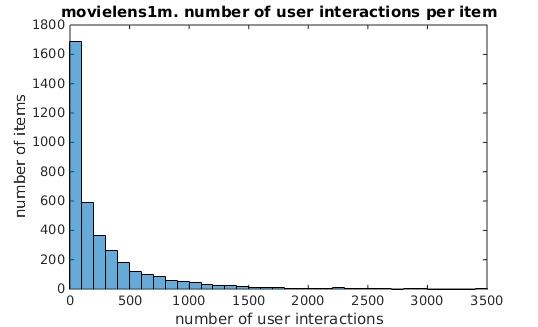 movielens1m. number of user interactions per item
1800
1600
1400
1200
1000
800
600
400
200
0
number of items
0 500 1000 1500 2000 2500 3000 3500
number of user interactions